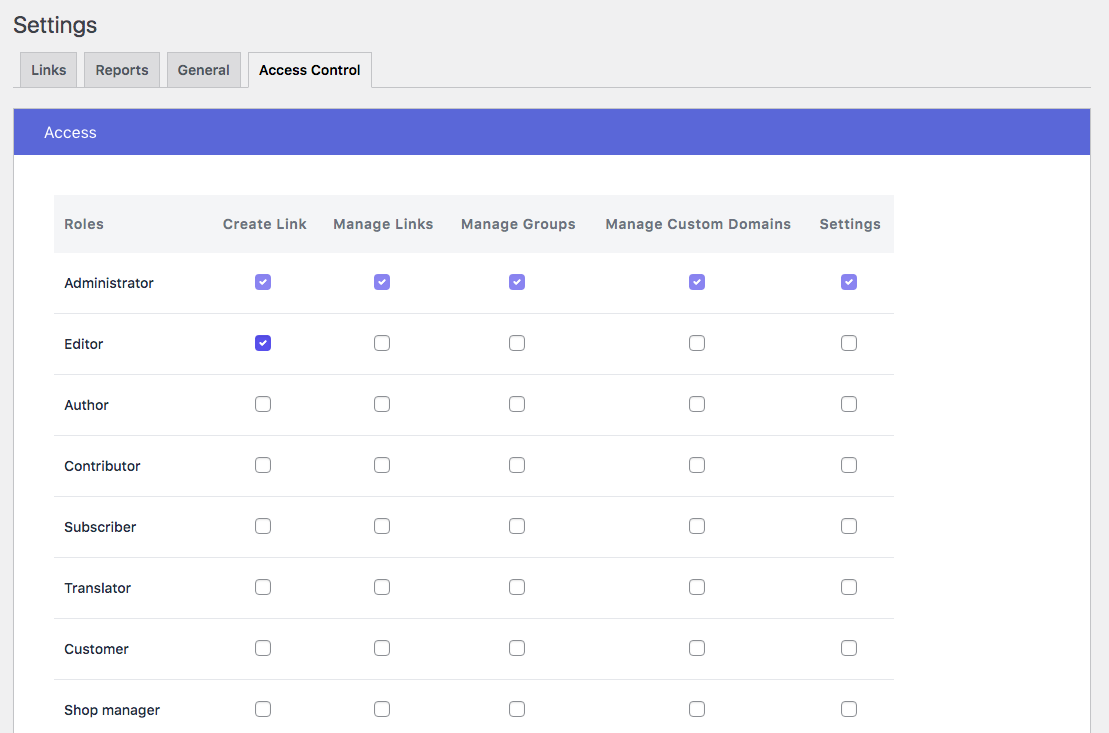 Settings
Links Reports General Access Control
Access
Roles Create Link Manage Links Manage Groups Manage Custom Domains Settings
Administrator
Editor
Author
Contributor
Subscriber
Translator
Customer
Shop manager